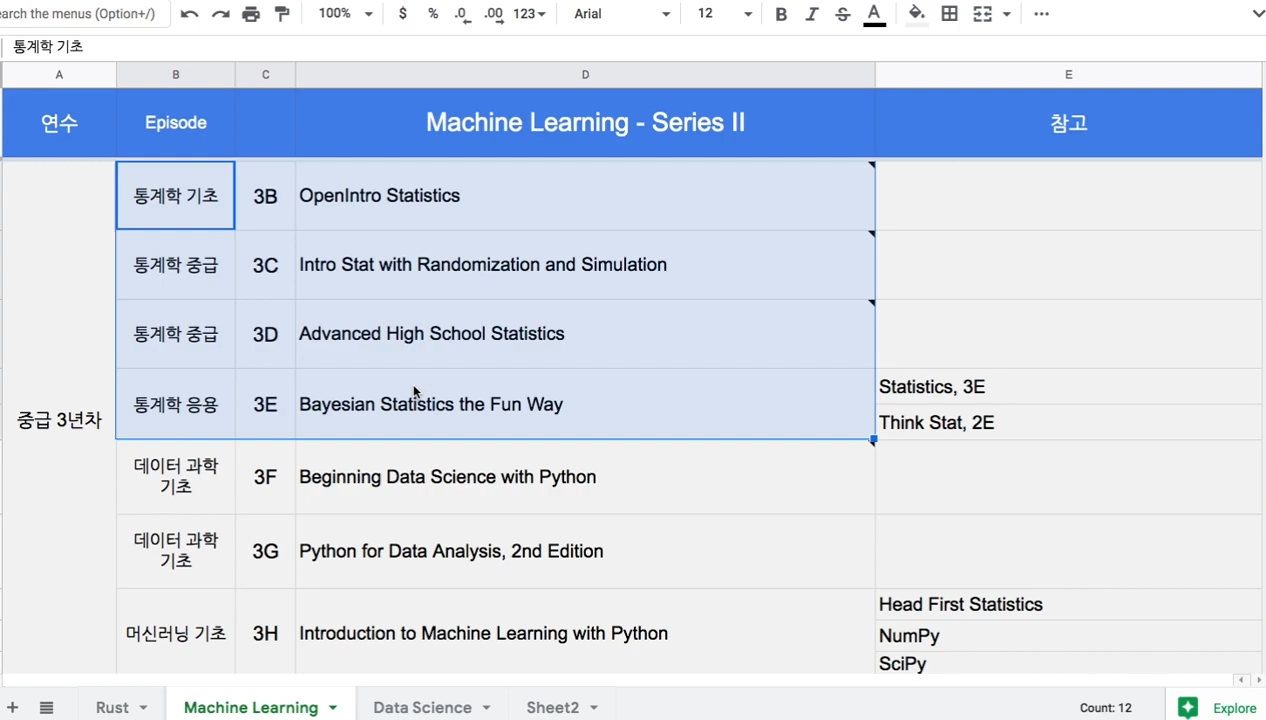 earch the menus (Option+/)
100%
$
%
.0
.00
123
Arial
12
B
I
S
A
통계학 기초
A
B
C
D
E
연수
Episode
Machine Learning - Series II
참고
통계학 기초
3B
OpenIntro Statistics
통계학 중급
3C
Intro Stat with Randomization and Simulation
통계학 중급
3D
Advanced High School Statistics
중급 3년차
통계학 응용
3E
Bayesian Statistics the Fun Way
Statistics, 3E
Think Stat, 2E
데이터 과학
기초
3F
Beginning Data Science with Python
데이터 과학
기초
3G
Python for Data Analysis, 2nd Edition
머신러닝 기초
3H
Introduction to Machine Learning with Python
Head First Statistics
NumPy
SciPy
Rust
Machine Learning
Data Science
Sheet2
Count: 12
Explore